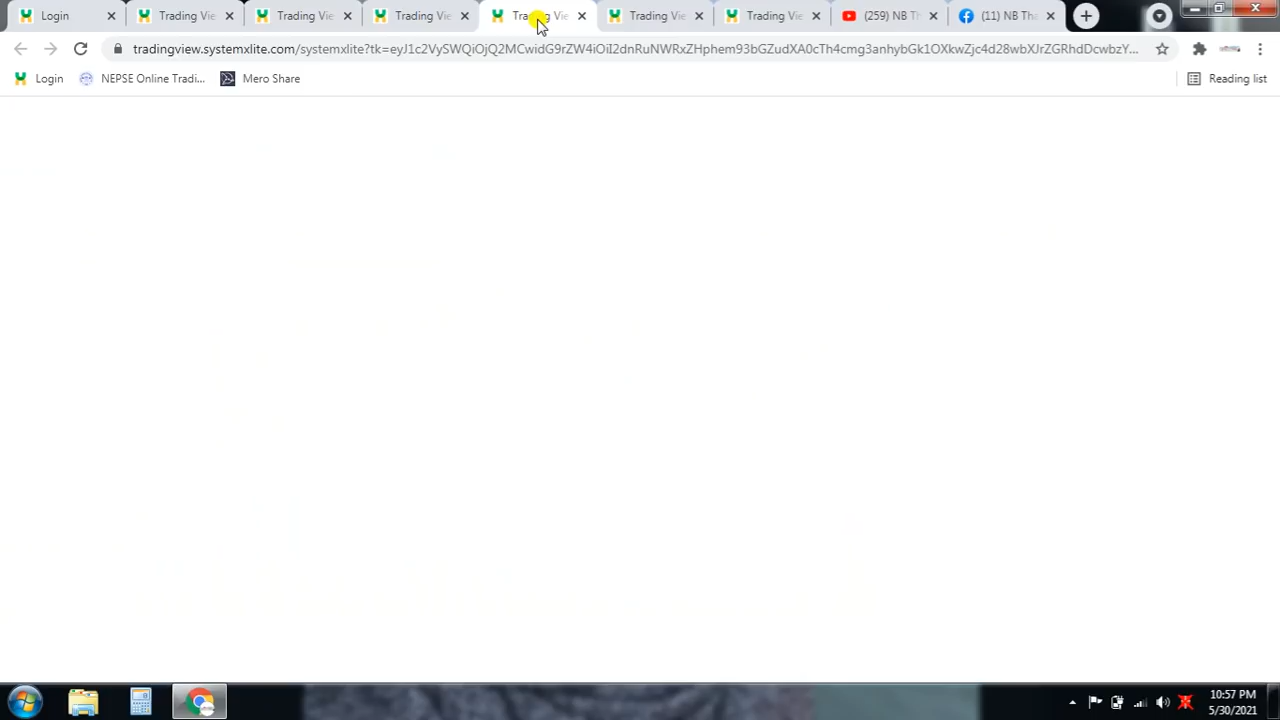 Login Trading Vie Trading Vie Trading Vie Trading Vie Trading Vie Trading Vie (259) NB Th (11) NB Tha
tradingview.systemxlite.com/systemxlite?tk=
Login NEPSE Online Tradi... Mero Share Reading list
10:57 PM
5/30/2021